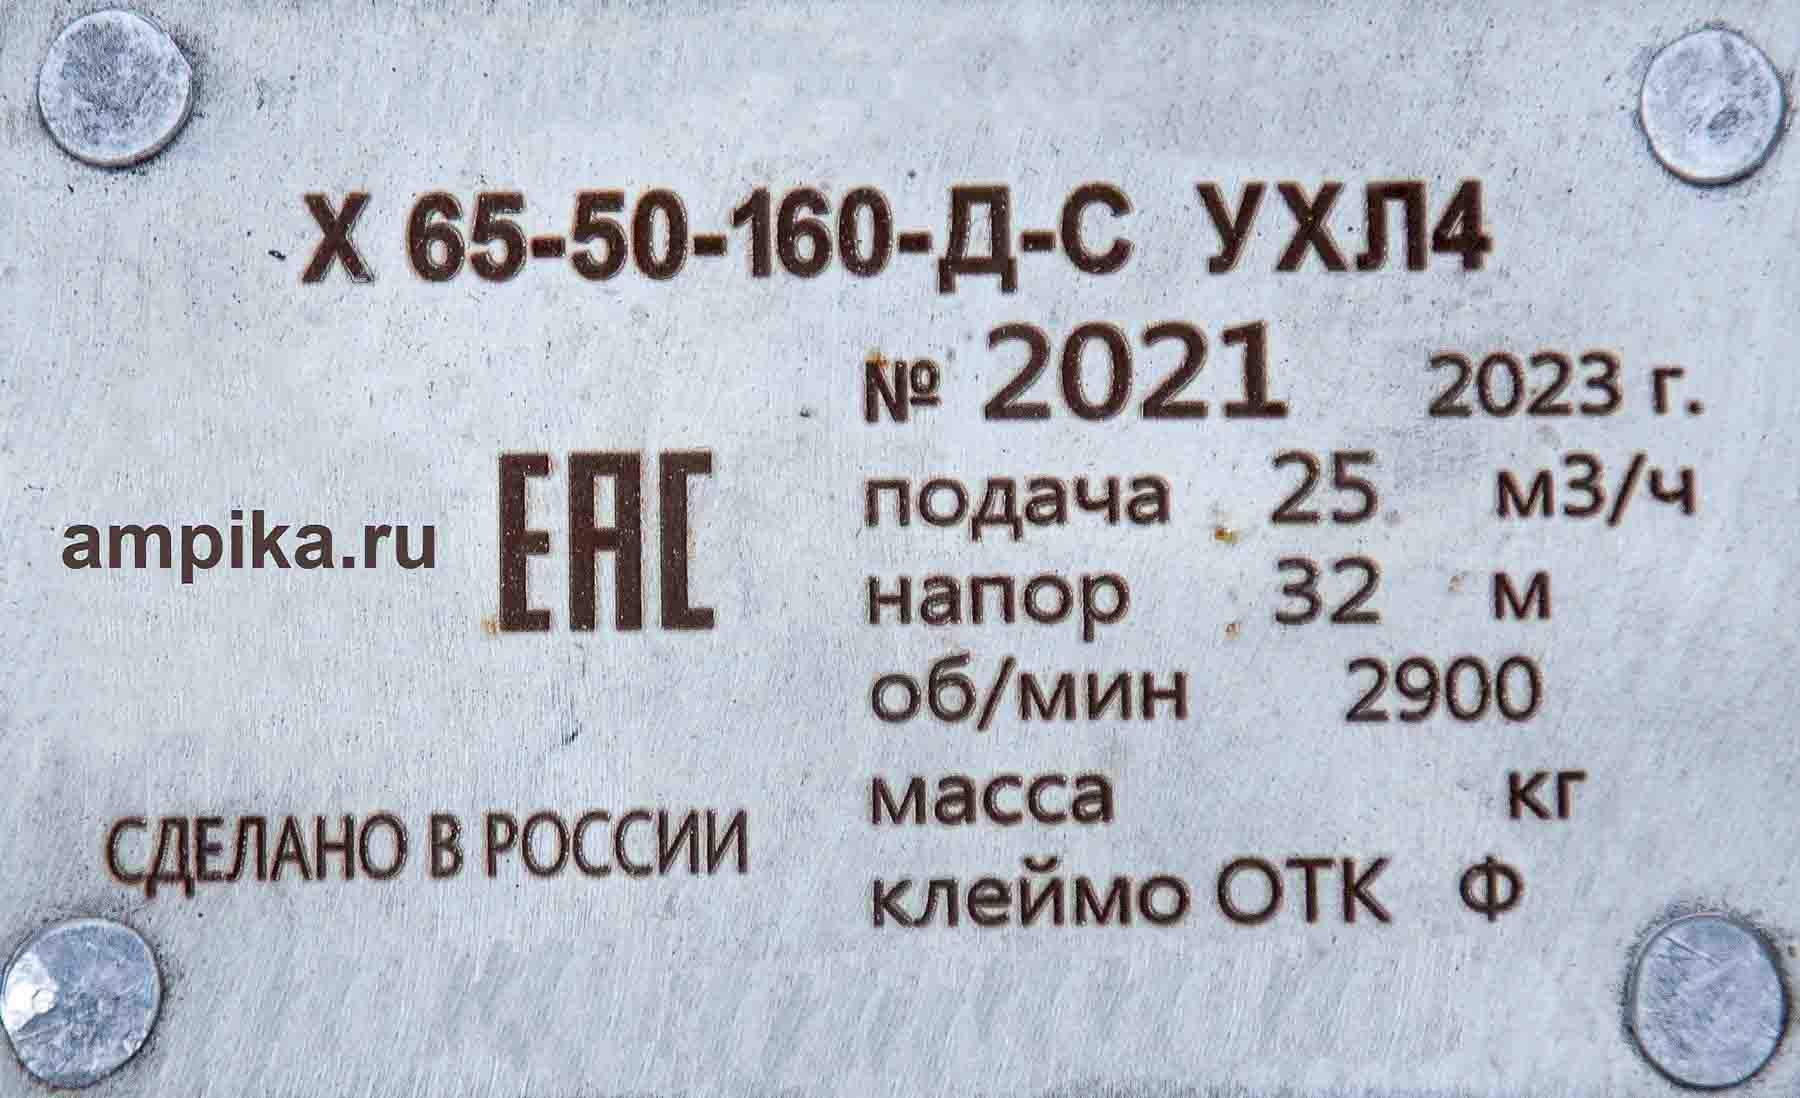 Х 65-50-160-Д-С УХЛ4
№ 2021 2023 г.
подача 25 м3/ч
ampika.ru
ЕАС
напор 32 м
об/мин 2900
масса кг
СДЕЛАНО В РОССИИ
клеймо ОТК Ф